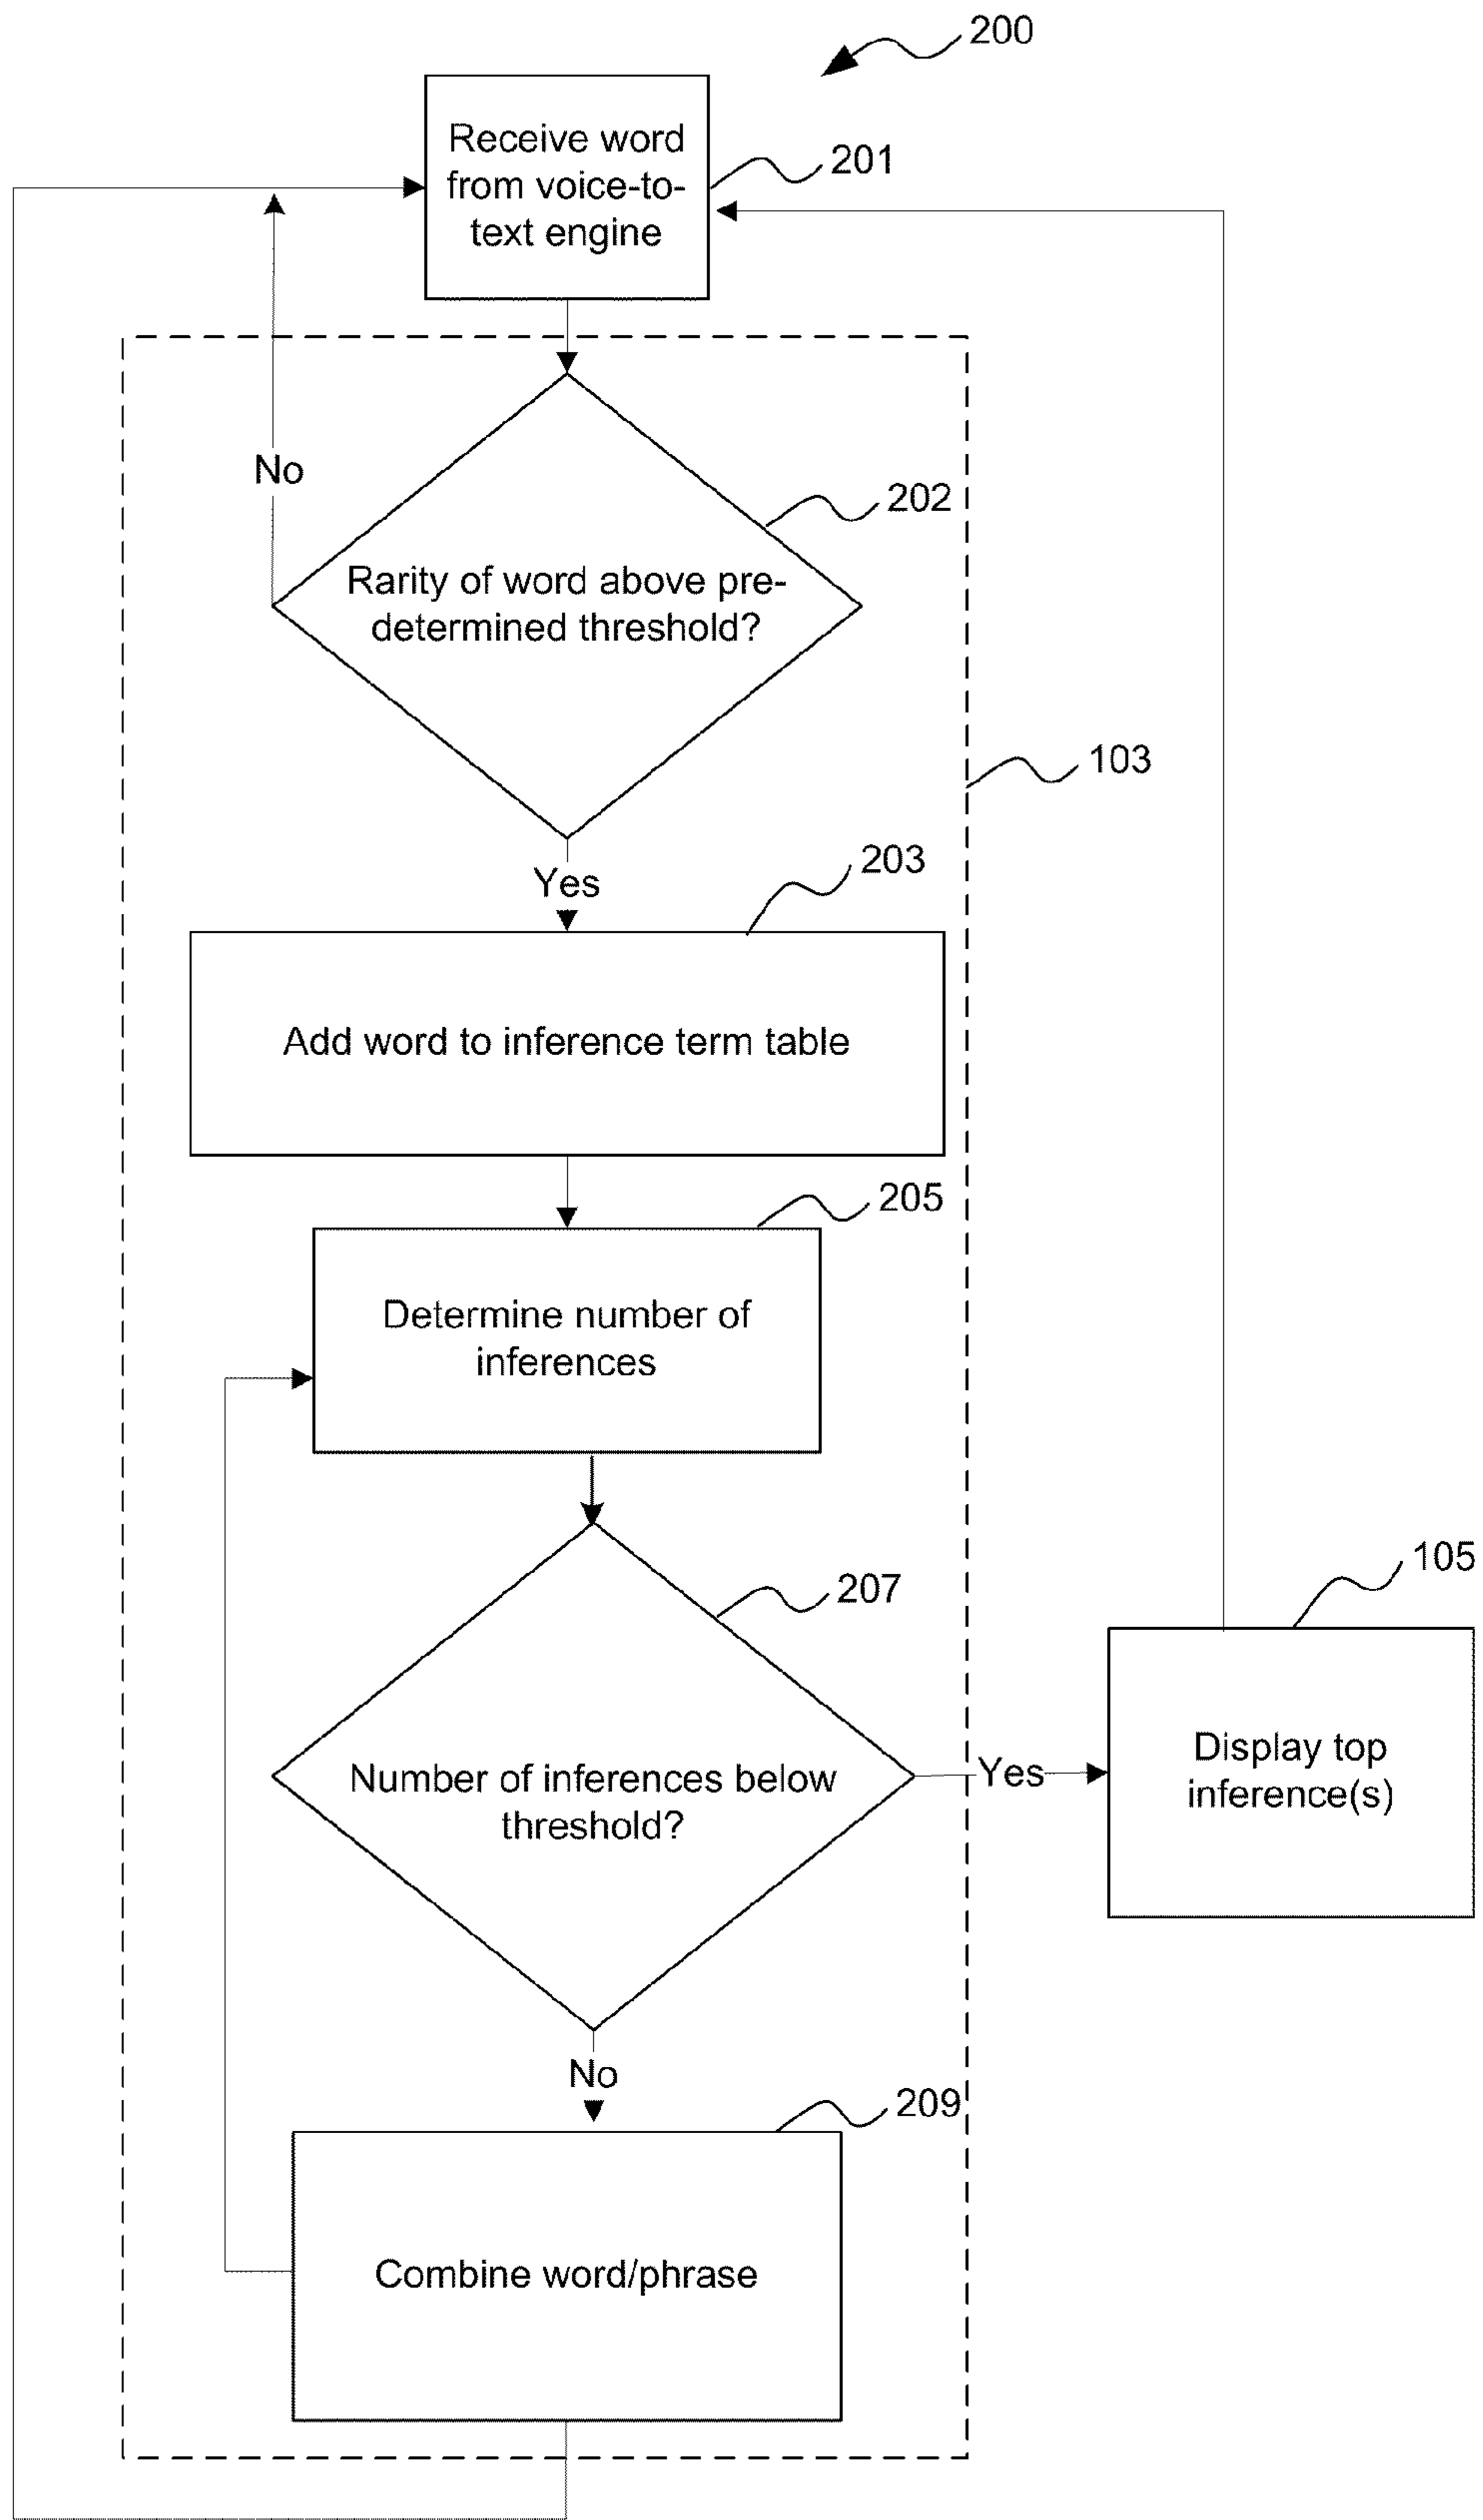 200
Receive word
from voice-to-
text engine
201
No
202
Rarity of word above pre-
determined threshold?
103
Yes
203
Add word to inference term table
205
Determine number of
inferences
207
105
Number of inferences below
threshold?
Yes
Display top
inference(s)
No
209
Combine word/phrase